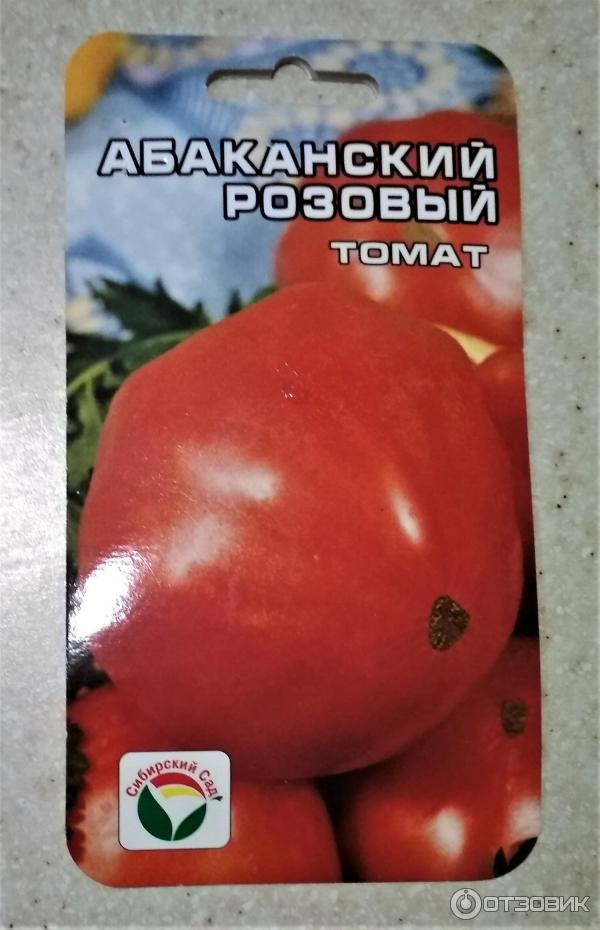 АБАКАНСКИЙ
РОЗОВЫЙ
ТОМАТ
Сибирский Сад
ОТЗОВИК